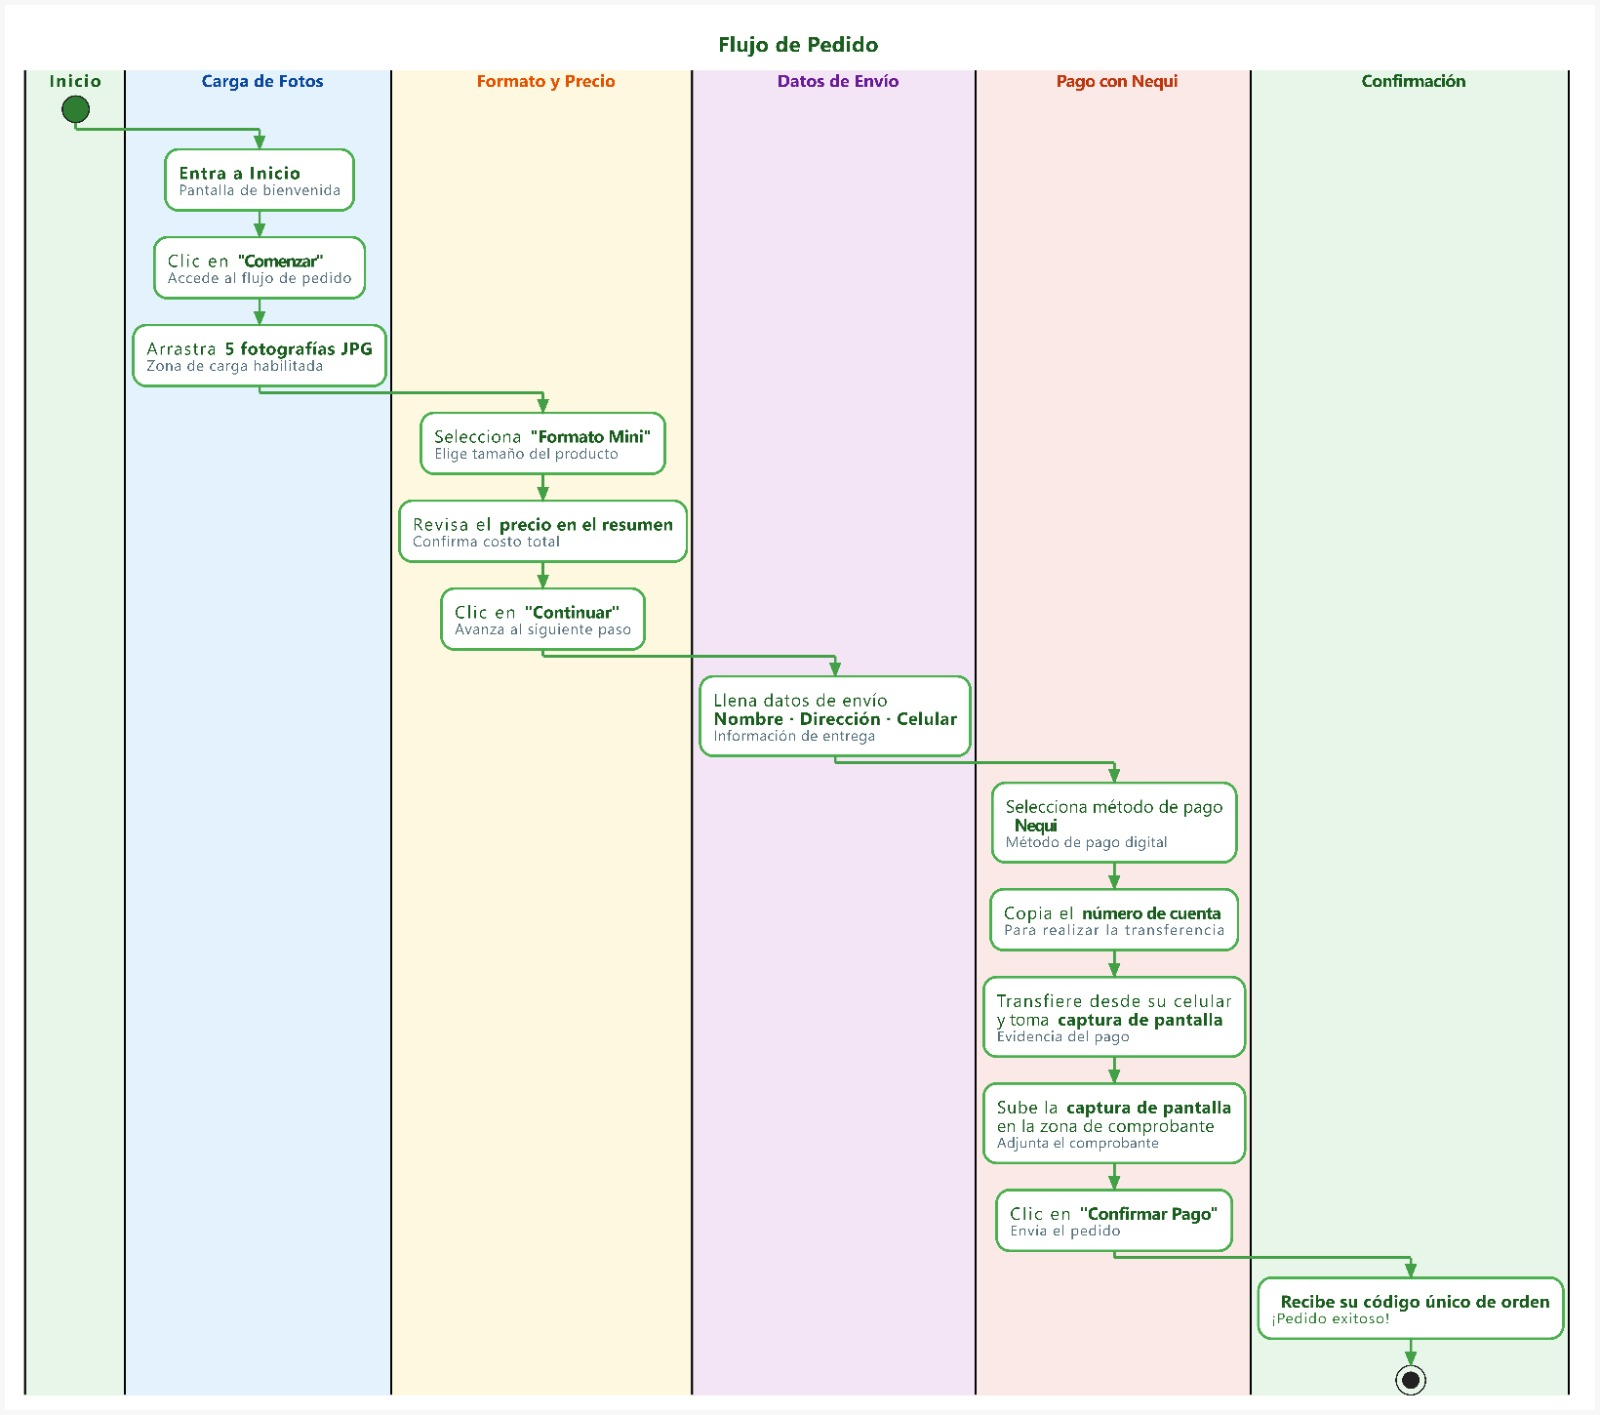 Flujo de Pedido
Inicio
Carga de Fotos
Formato y Precio
Datos de Envío
Pago con Nequi
Confirmación
Entra a Inicio
Pantalla de bienvenida
Clic en "Comenzar"
Accede al flujo de pedido
Arrastra 5 fotografías JPG
Zona de carga habilitada
Selecciona "Formato Mini"
Elige tamaño del producto
Revisa el precio en el resumen
Confirma costo total
Clic en "Continuar"
Avanza al siguiente paso
Llena datos de envío
Nombre · Dirección · Celular
Información de entrega
Selecciona método de pago
Nequi
Método de pago digital
Copia el número de cuenta
Para realizar la transferencia
Transfiere desde su celular
y toma captura de pantalla
Evidencia del pago
Sube la captura de pantalla
en la zona de comprobante
Adjunta el comprobante
Clic en "Confirmar Pago"
Envia el pedido
Recibe su código único de orden
¡Pedido exitoso!